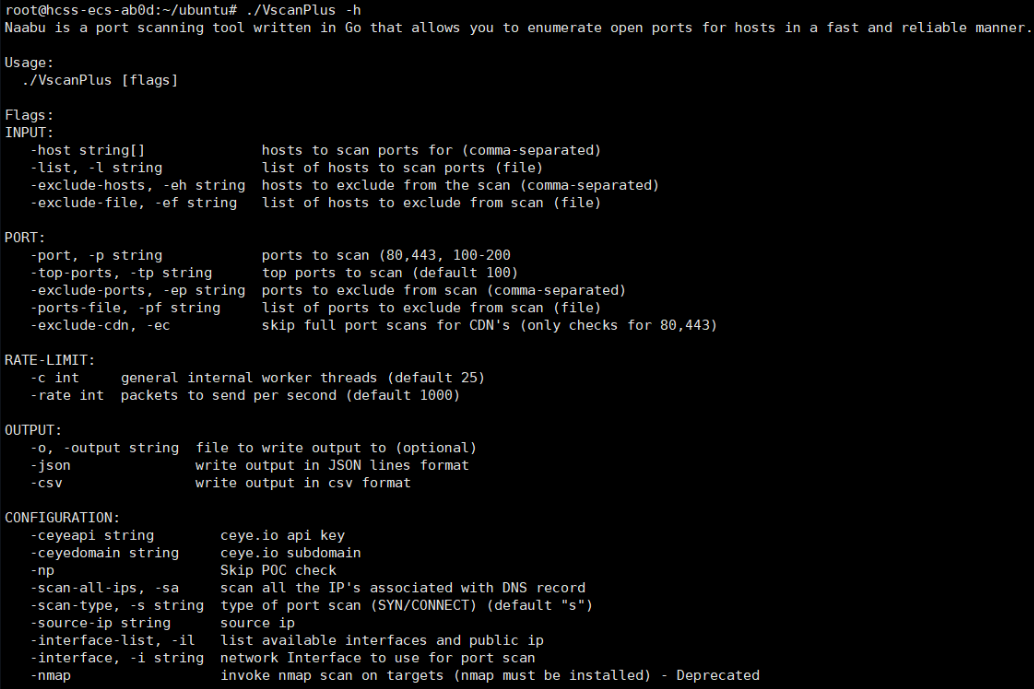 root@hcss-ecs-ab0d:~/ubuntu# ./VscanPlus -h
Naabu is a port scanning tool written in Go that allows you to enumerate open ports for hosts in a fast and reliable manner.
Usage:
./VscanPlus [flags]
Flags:
INPUT:
-host string[] hosts to scan ports for (comma-separated)
-list, -l string list of hosts to scan ports (file)
-exclude-hosts, -eh string hosts to exclude from the scan (comma-separated)
-exclude-file, -ef string list of hosts to exclude from scan (file)
PORT:
-port, -p string ports to scan (80,443, 100-200
-top-ports, -tp string top ports to scan (default 100)
-exclude-ports, -ep string ports to exclude from scan (comma-separated)
-ports-file, -pf string list of ports to exclude from scan (file)
-exclude-cdn, -ec skip full port scans for CDN's (only checks for 80,443)
RATE-LIMIT:
-c int general internal worker threads (default 25)
-rate int packets to send per second (default 1000)
OUTPUT:
-o, -output string file to write output to (optional)
-json write output in JSON lines format
-csv write output in csv format
CONFIGURATION:
-ceyeapi string ceye.io api key
-ceyedomain string ceye.io subdomain
-np Skip POC check
-scan-all-ips, -sa scan all the IP's associated with DNS record
-scan-type, -s string type of port scan (SYN/CONNECT) (default "s")
-source-ip string source ip
-interface-list, -il list available interfaces and public ip
-interface, -i string network Interface to use for port scan
-nmap invoke nmap scan on targets (nmap must be installed) - Deprecated